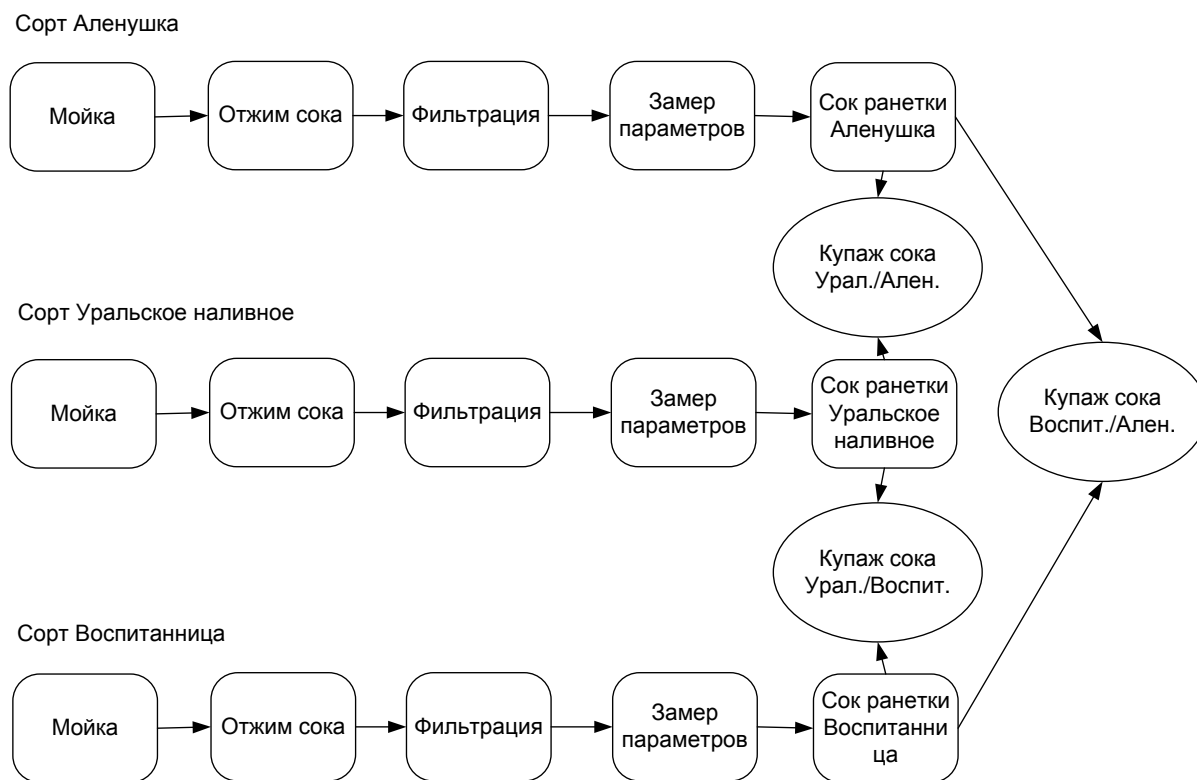 Сорт Аленушка
Мойка
Отжим сока
Фильтрация
Замер
параметров
Сок ранетки
Аленушка
Купаж сока
Урал./Ален.
Сорт Уральское наливное
Мойка
Отжим сока
Фильтрация
Замер
параметров
Сок ранетки
Уральское
наливное
Купаж сока
Воспит./Ален.
Купаж сока
Урал./Воспит.
Сорт Воспитанница
Мойка
Отжим сока
Фильтрация
Замер
параметров
Сок ранетки
Воспитанни
ца